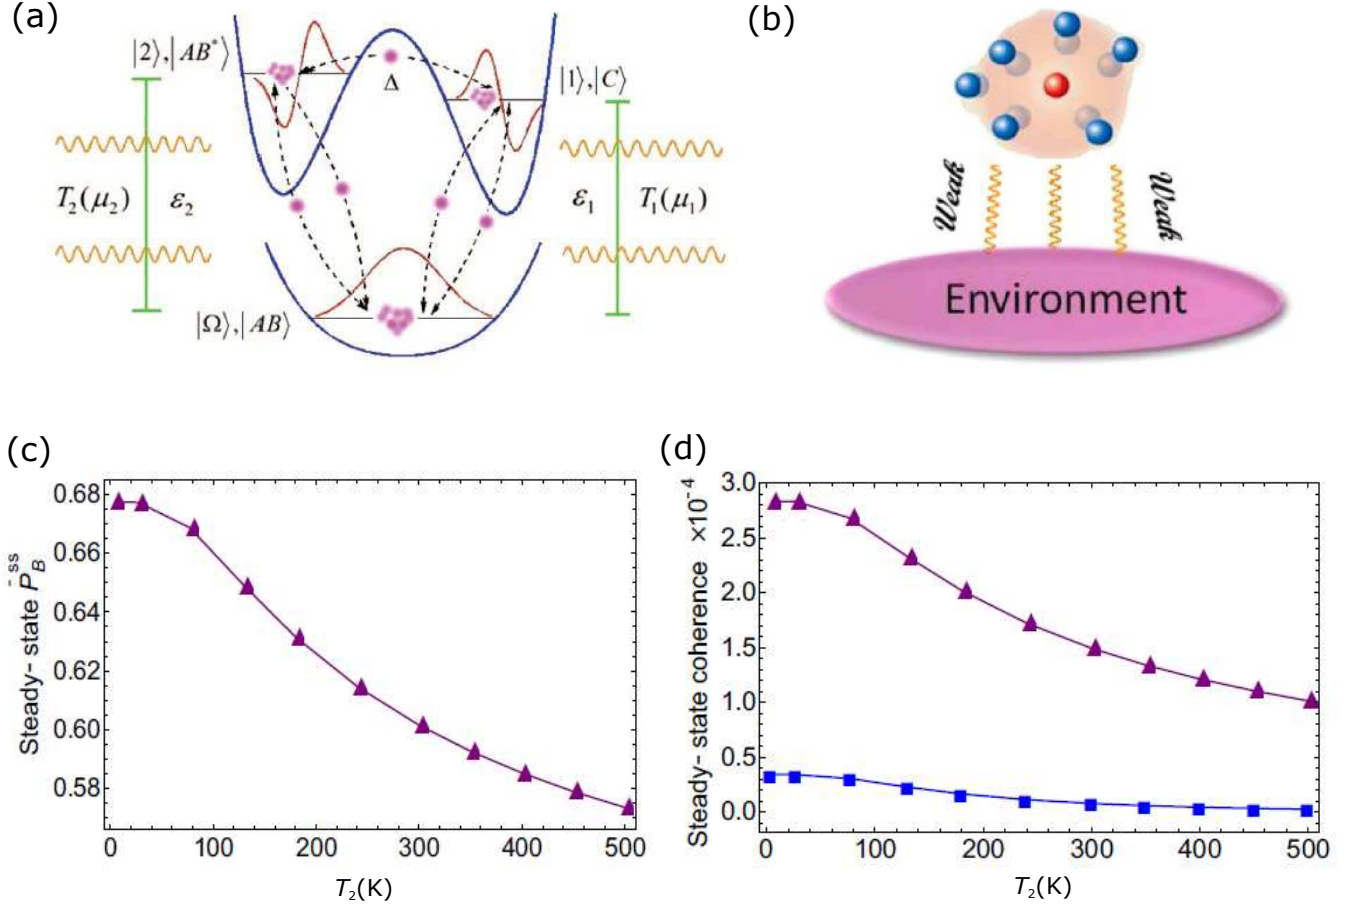 (a)
|2⟩,|AB*⟩
Δ
|1⟩,|C⟩
T₂(μ₂)
ε₂
ε₁
T₁(μ₁)
|Ω⟩,|AB⟩
(b)
Weak
Weak
Environment
(c)
0.68
0.66
0.64
0.62
0.60
0.58
0 100 200 300 400 500
Steady- state P̄_B^ss
T₂(K)
(d)
3.0
2.5
2.0
1.5
1.0
0.5
0.0
0 100 200 300 400 500
Steady- state coherence ×10⁻⁴
T₂(K)